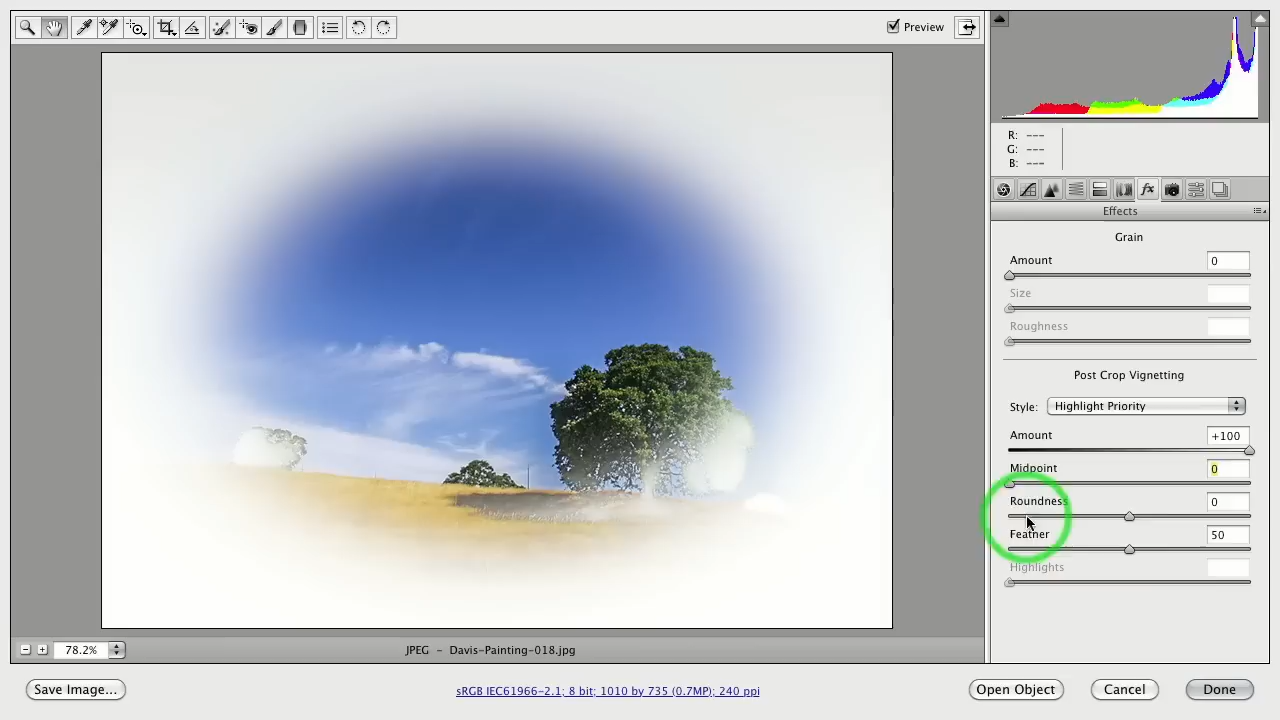 Preview
R: ---
G: ---
B: ---
fx
Effects
Grain
Amount 0
Size
Roughness
Post Crop Vignetting
Style: Highlight Priority
Amount +100
Midpoint 0
Roundness 0
Feather 50
Highlights
78.2%
JPEG - Davis-Painting-018.jpg
Save Image...
sRGB IEC61966-2.1; 8 bit; 1010 by 735 (0.7MP); 240 ppi
Open Object
Cancel
Done